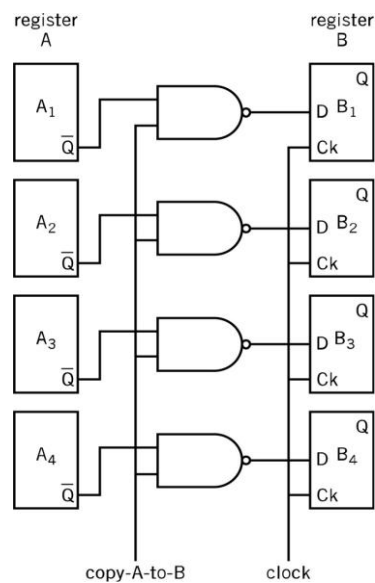 register A
register B
A₁
Q̅
Q
D B₁
Ck
A₂
Q̅
Q
D B₂
Ck
A₃
Q̅
Q
D B₃
Ck
A₄
Q̅
Q
D B₄
Ck
copy-A-to-B
clock